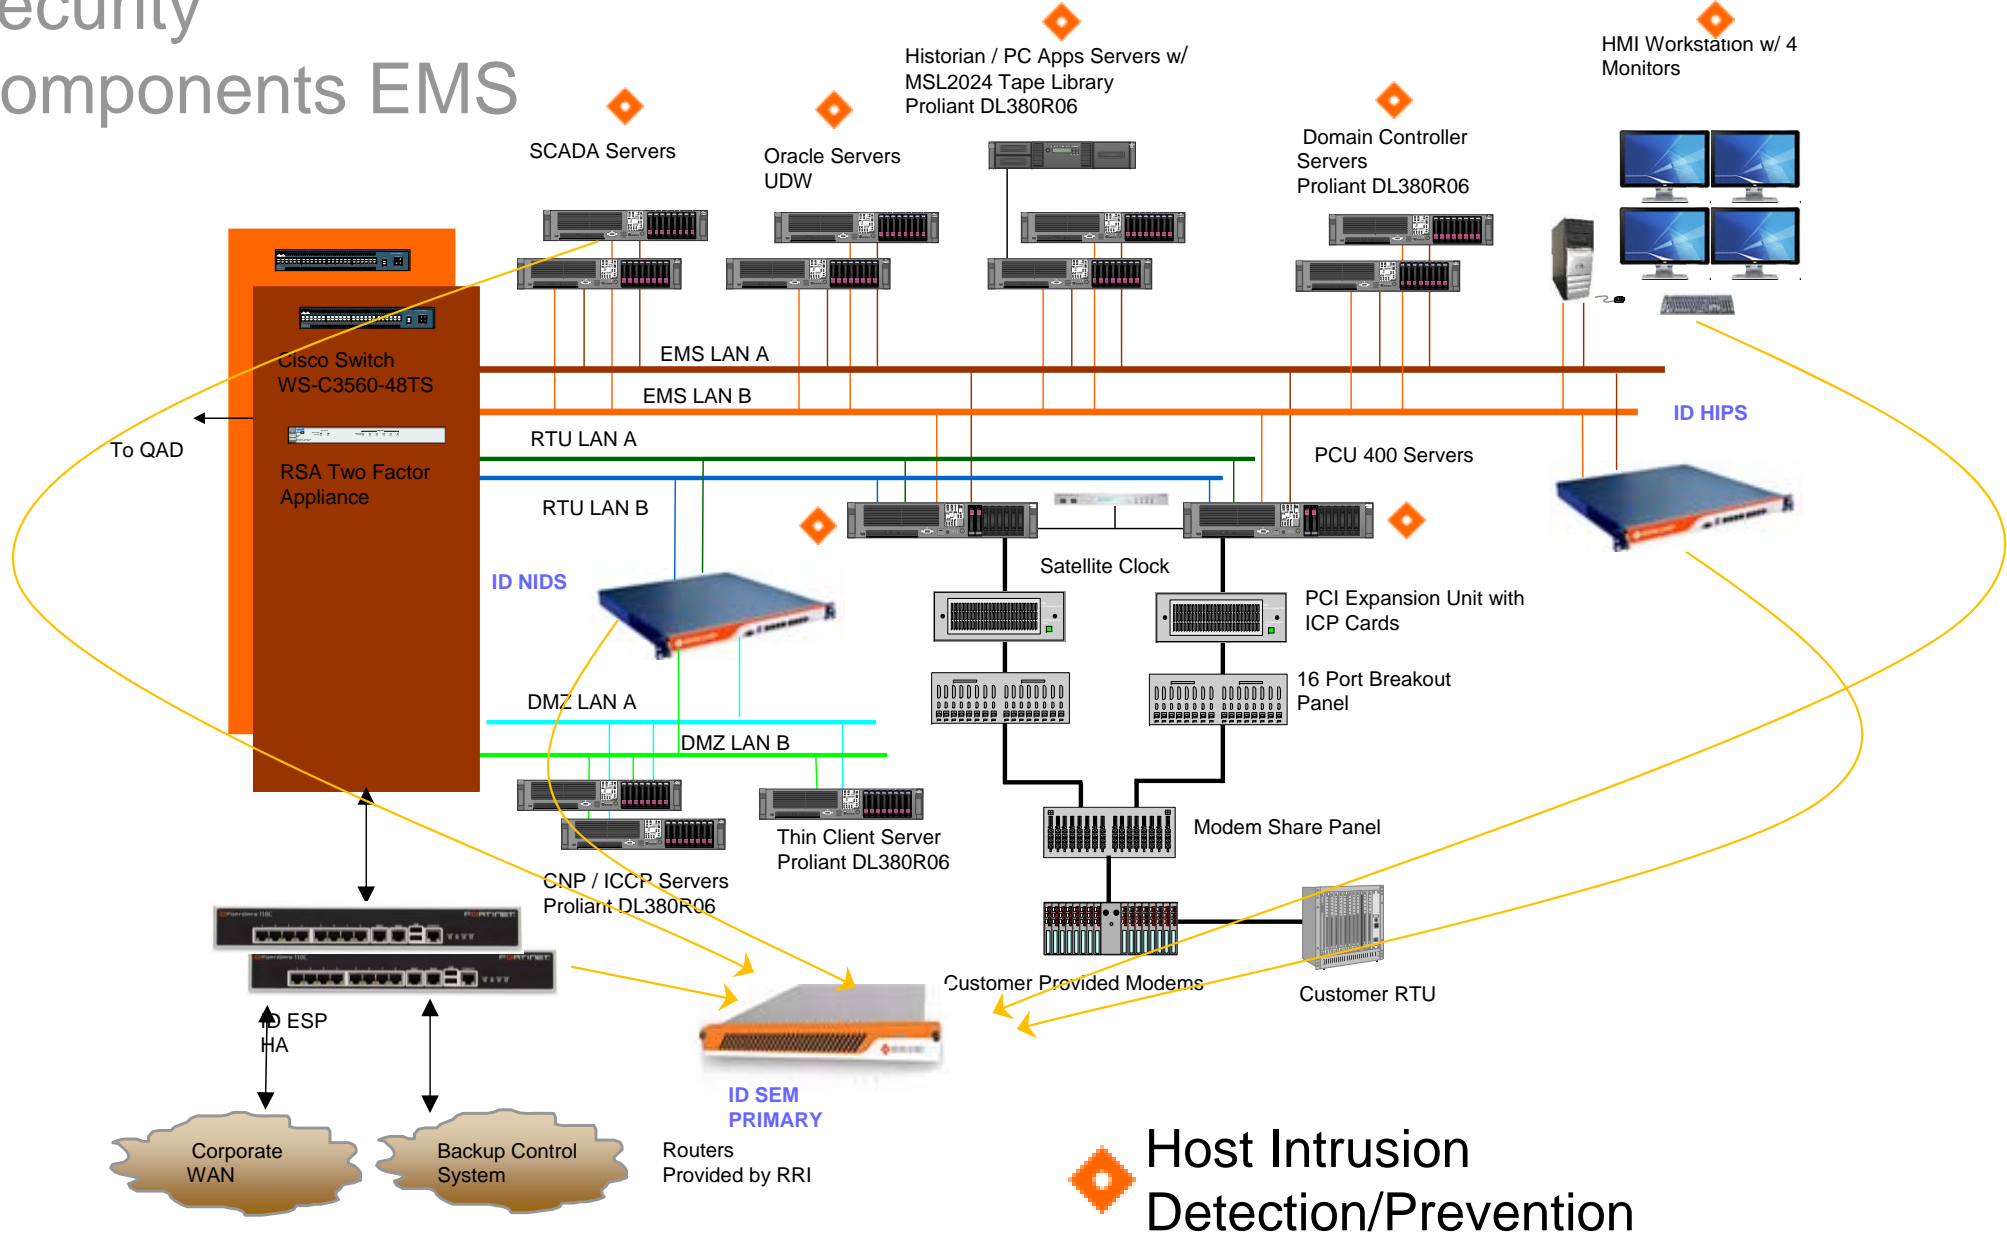 ecurity
omponents EMS
Historian / PC Apps Servers w/
MSL2024 Tape Library
Proliant DL380R06
HMI Workstation w/ 4
Monitors
SCADA Servers
Oracle Servers
UDW
Domain Controller
Servers
Proliant DL380R06
Cisco Switch
WS-C3560-48TS
EMS LAN A
EMS LAN B
ID HIPS
To QAD
RTU LAN A
PCU 400 Servers
RSA Two Factor
Appliance
RTU LAN B
Satellite Clock
ID NIDS
PCI Expansion Unit with
ICP Cards
16 Port Breakout
Panel
DMZ LAN A
DMZ LAN B
Modem Share Panel
Thin Client Server
Proliant DL380R06
CNP / ICCP Servers
Proliant DL380R06
FORTINET
FORTINET
Customer Provided Modems
Customer RTU
ID ESP
HA
ID SEM
PRIMARY
Corporate
WAN
Backup Control
System
Routers
Provided by RRI
Host Intrusion
Detection/Prevention